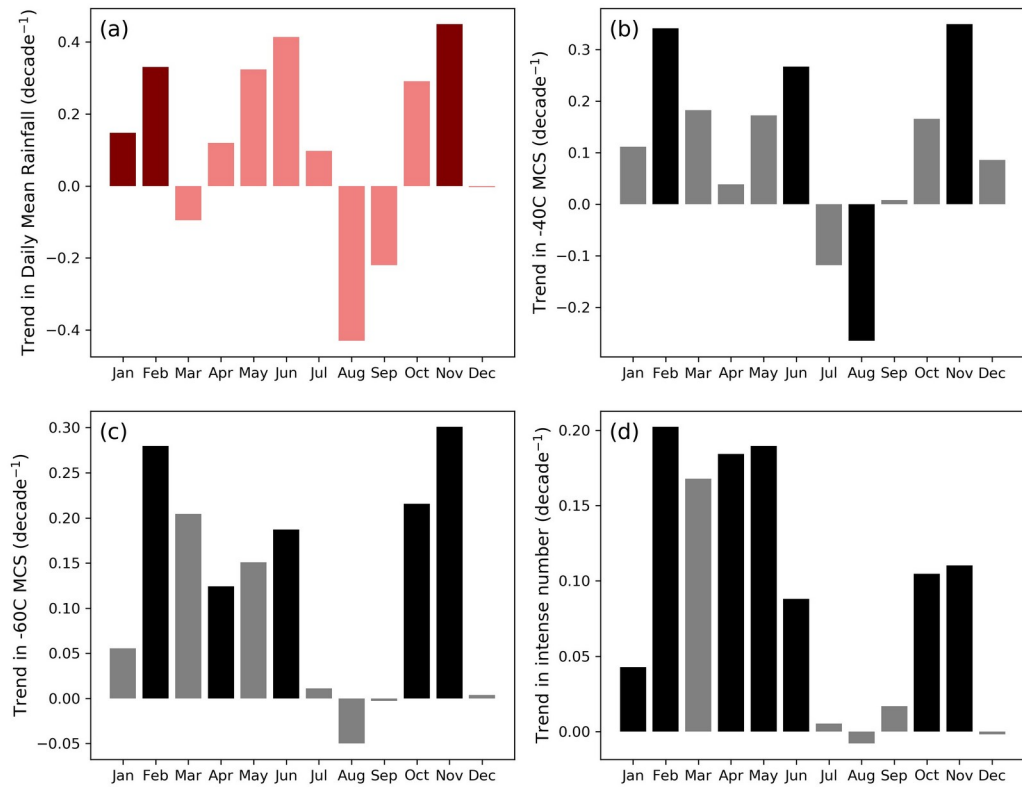 (a)
Trend in Daily Mean Rainfall (decade⁻¹)
0.4
0.2
0.0
−0.2
−0.4
Jan Feb Mar Apr May Jun Jul Aug Sep Oct Nov Dec
(b)
Trend in -40C MCS (decade⁻¹)
0.3
0.2
0.1
0.0
−0.1
−0.2
Jan Feb Mar Apr May Jun Jul Aug Sep Oct Nov Dec
(c)
Trend in -60C MCS (decade⁻¹)
0.30
0.25
0.20
0.15
0.10
0.05
0.00
−0.05
Jan Feb Mar Apr May Jun Jul Aug Sep Oct Nov Dec
(d)
Trend in intense number (decade⁻¹)
0.20
0.15
0.10
0.05
0.00
Jan Feb Mar Apr May Jun Jul Aug Sep Oct Nov Dec